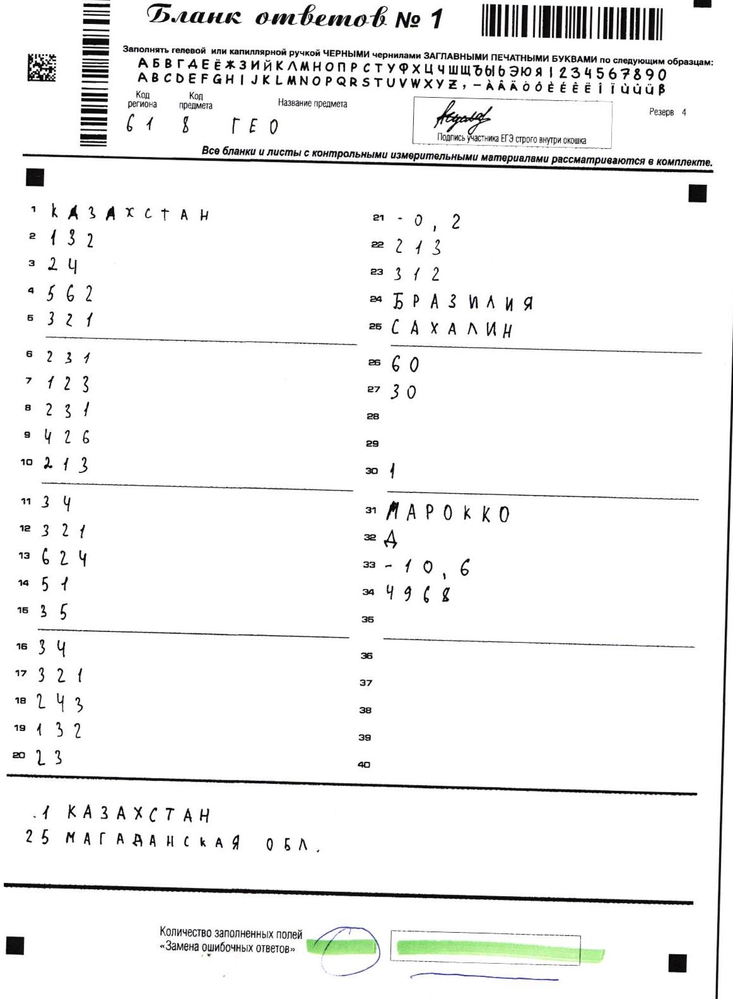 Бланк ответов № 1
Заполнять гелевой или капиллярной ручкой ЧЕРНЫМИ чернилами ЗАГЛАВНЫМИ ПЕЧАТНЫМИ БУКВАМИ по следующим образцам:
АБВГДЕЁЖЗИЙКЛМНОПРСТУФХЦЧШЩЪЫЬЭЮЯ1234567890
ABCDEFGHIJKLMNOPQRSTUVWXYZ,-ÀÂÄÒÔÈÉÊËÎÏÙÛÜß
Код региона Код предмета Название предмета Резерв 4
61 8 ГЕО
Подпись участника ЕГЭ строго внутри окошка
Все бланки и листы с контрольными измерительными материалами рассматриваются в комплекте.
1 КАЗАХСТАН
2 132
3 24
4 562
5 321
6 231
7 123
8 231
9 426
10 213
11 34
12 321
13 624
14 51
15 35
16 34
17 321
18 243
19 132
20 23
21 -0,2
22 213
23 312
24 БРАЗИЛИЯ
25 САХАЛИН
26 60
27 30
28
29
30 1
31 МАРОККО
32 Д
33 -10,6
34 4968
35
36
37
38
39
40
1 КАЗАХСТАН
25 МАГАДАНСКАЯ ОБЛ.
Количество заполненных полей
«Замена ошибочных ответов»